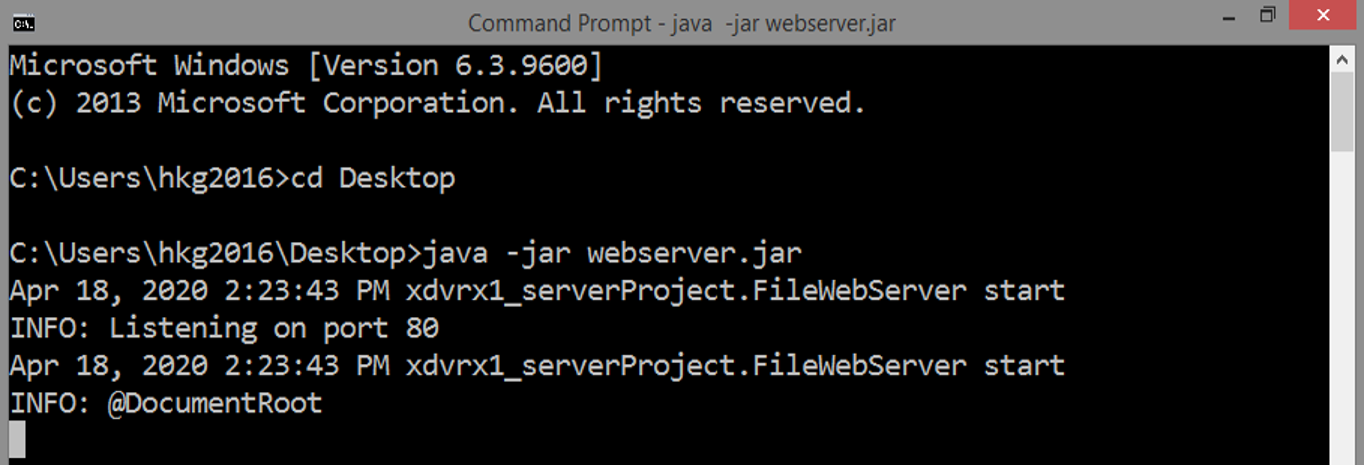 Command Prompt - java  -jar webserver.jar
Microsoft Windows [Version 6.3.9600]
(c) 2013 Microsoft Corporation. All rights reserved.
C:\Users\hkg2016>cd Desktop
C:\Users\hkg2016\Desktop>java -jar webserver.jar
Apr 18, 2020 2:23:43 PM xdvrx1_serverProject.FileWebServer start
INFO: Listening on port 80
Apr 18, 2020 2:23:43 PM xdvrx1_serverProject.FileWebServer start
INFO: @DocumentRoot